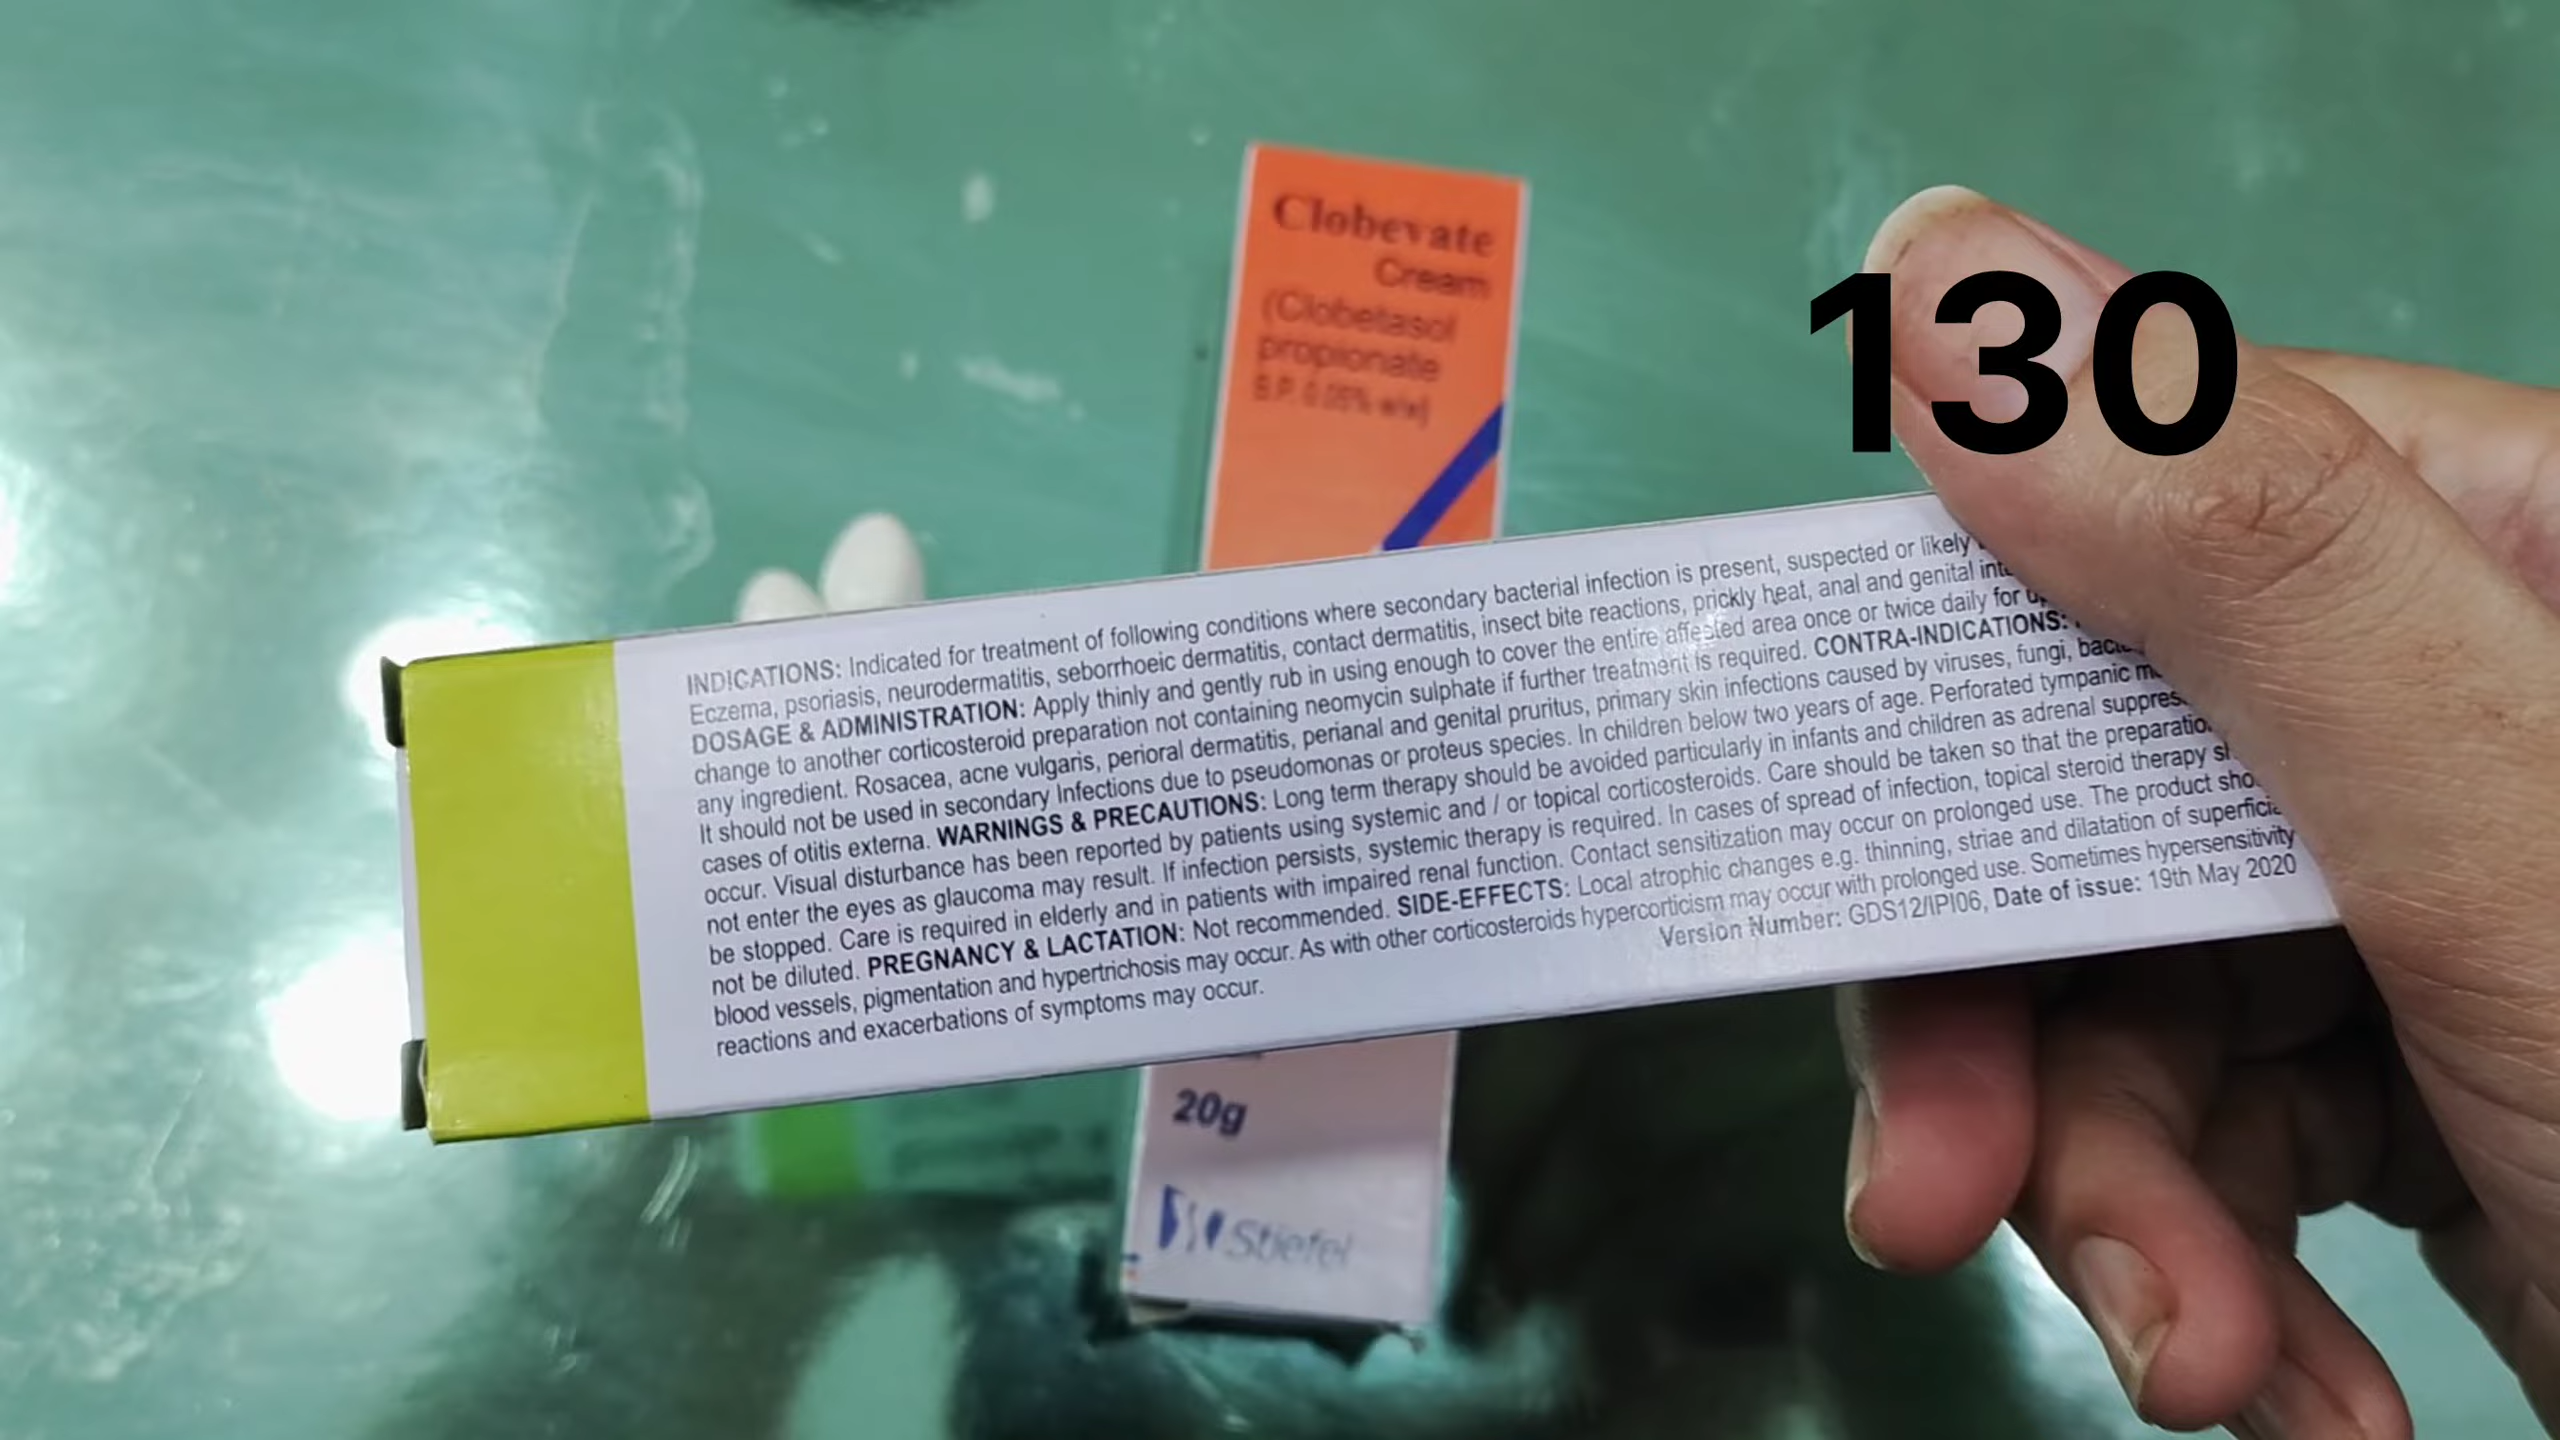 Clobevate
Cream
(Clobetasol
propionate
B.P. 0.05% w/w)
130
INDICATIONS: Indicated for treatment of following conditions where secondary bacterial infection is present, suspected or likely
Eczema, psoriasis, neurodermatitis, seborrhoeic dermatitis, contact dermatitis, insect bite reactions, prickly heat, anal and genital
DOSAGE & ADMINISTRATION: Apply thinly and gently rub in using enough to cover the entire affected area once or twice daily for
change to another corticosteroid preparation not containing neomycin sulphate if further treatment is required. CONTRA-INDICATIONS:
any ingredient. Rosacea, acne vulgaris, perioral dermatitis, perianal and genital pruritus, primary skin infections caused by viruses, fungi,
It should not be used in secondary Infections due to pseudomonas or proteus species. In children below two years of age. Perforated tympanic
cases of otitis externa. WARNINGS & PRECAUTIONS: Long term therapy should be avoided particularly in infants and children as adrenal
occur. Visual disturbance has been reported by patients using systemic and / or topical corticosteroids. Care should be taken so that the
not enter the eyes as glaucoma may result. If infection persists, systemic therapy is required. In cases of spread of infection, topical steroid therapy
be stopped. Care is required in elderly and in patients with impaired renal function. Contact sensitization may occur on prolonged use. The product
not be diluted. PREGNANCY & LACTATION: Not recommended. SIDE-EFFECTS: Local atrophic changes e.g. thinning, striae and dilatation of
blood vessels, pigmentation and hypertrichosis may occur. As with other corticosteroids hypercorticism may occur with prolonged use. Sometimes hypersensitivity
reactions and exacerbations of symptoms may occur.
Version Number: GDS12/IPI06, Date of issue: 19th May 2020
20g
Stiefel